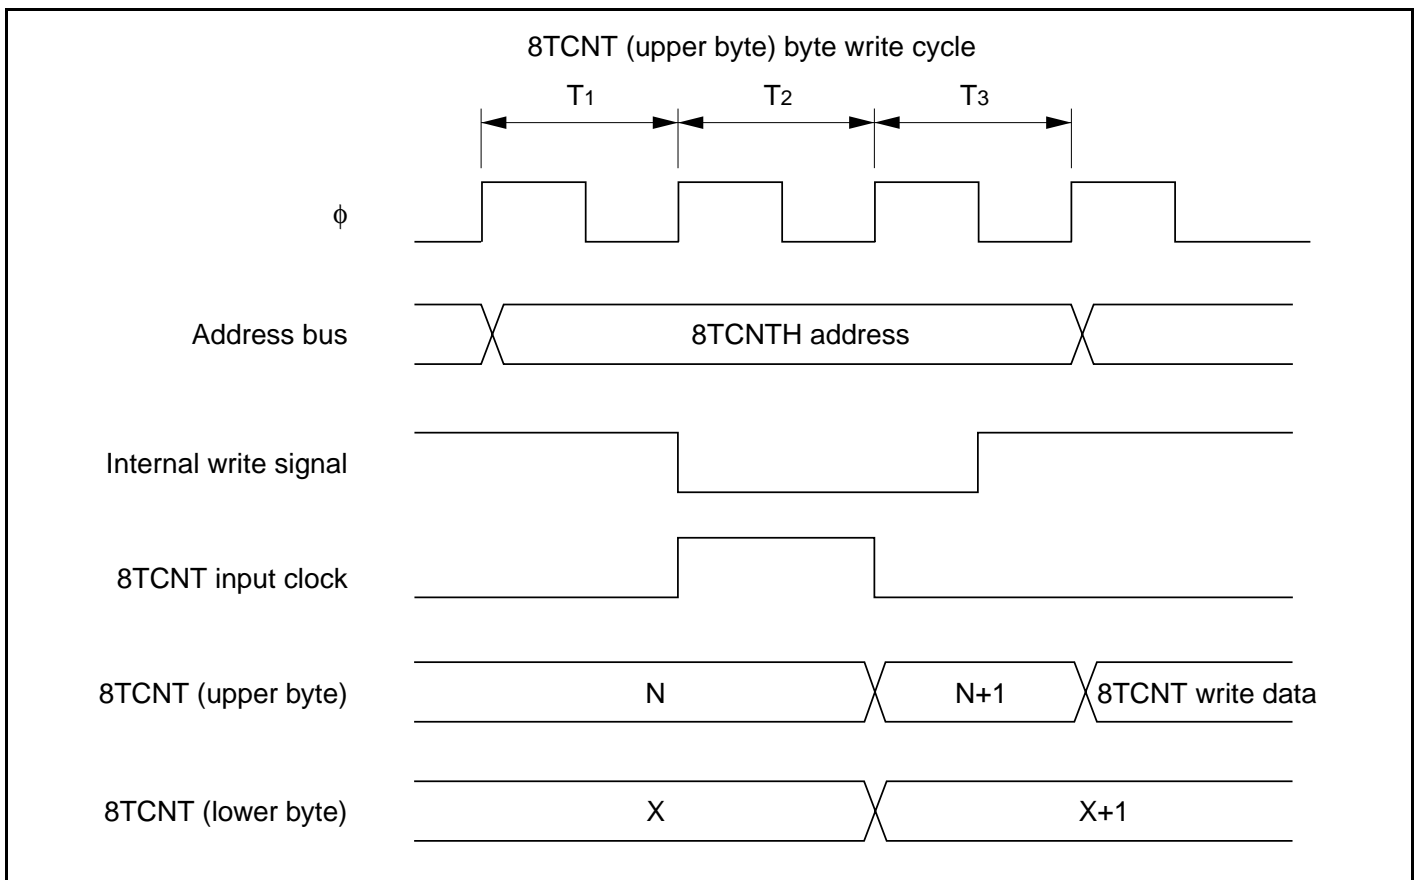 8TCNT (upper byte) byte write cycle
T1 T2 T3
φ
Address bus 8TCNTH address
Internal write signal
8TCNT input clock
8TCNT (upper byte) N N+1 8TCNT write data
8TCNT (lower byte) X X+1